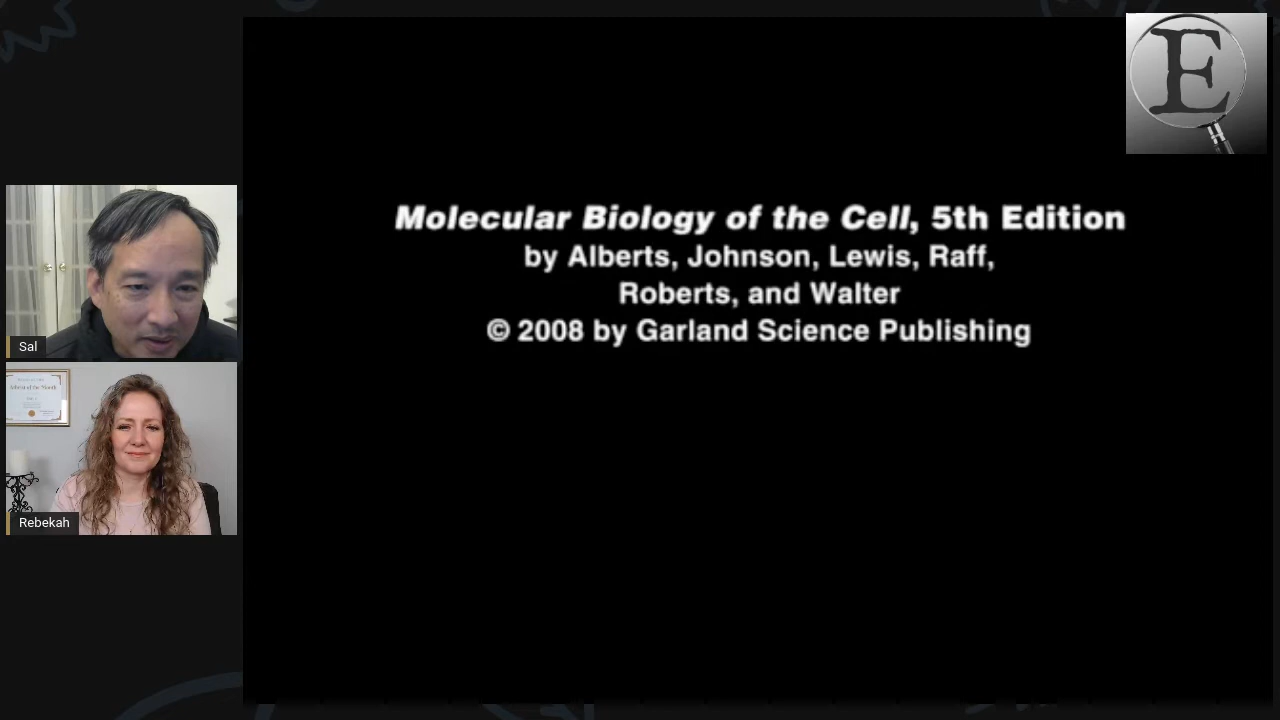 E
Molecular Biology of the Cell, 5th Edition
by Alberts, Johnson, Lewis, Raff,
Roberts, and Walter
© 2008 by Garland Science Publishing
Sal
Rebekah